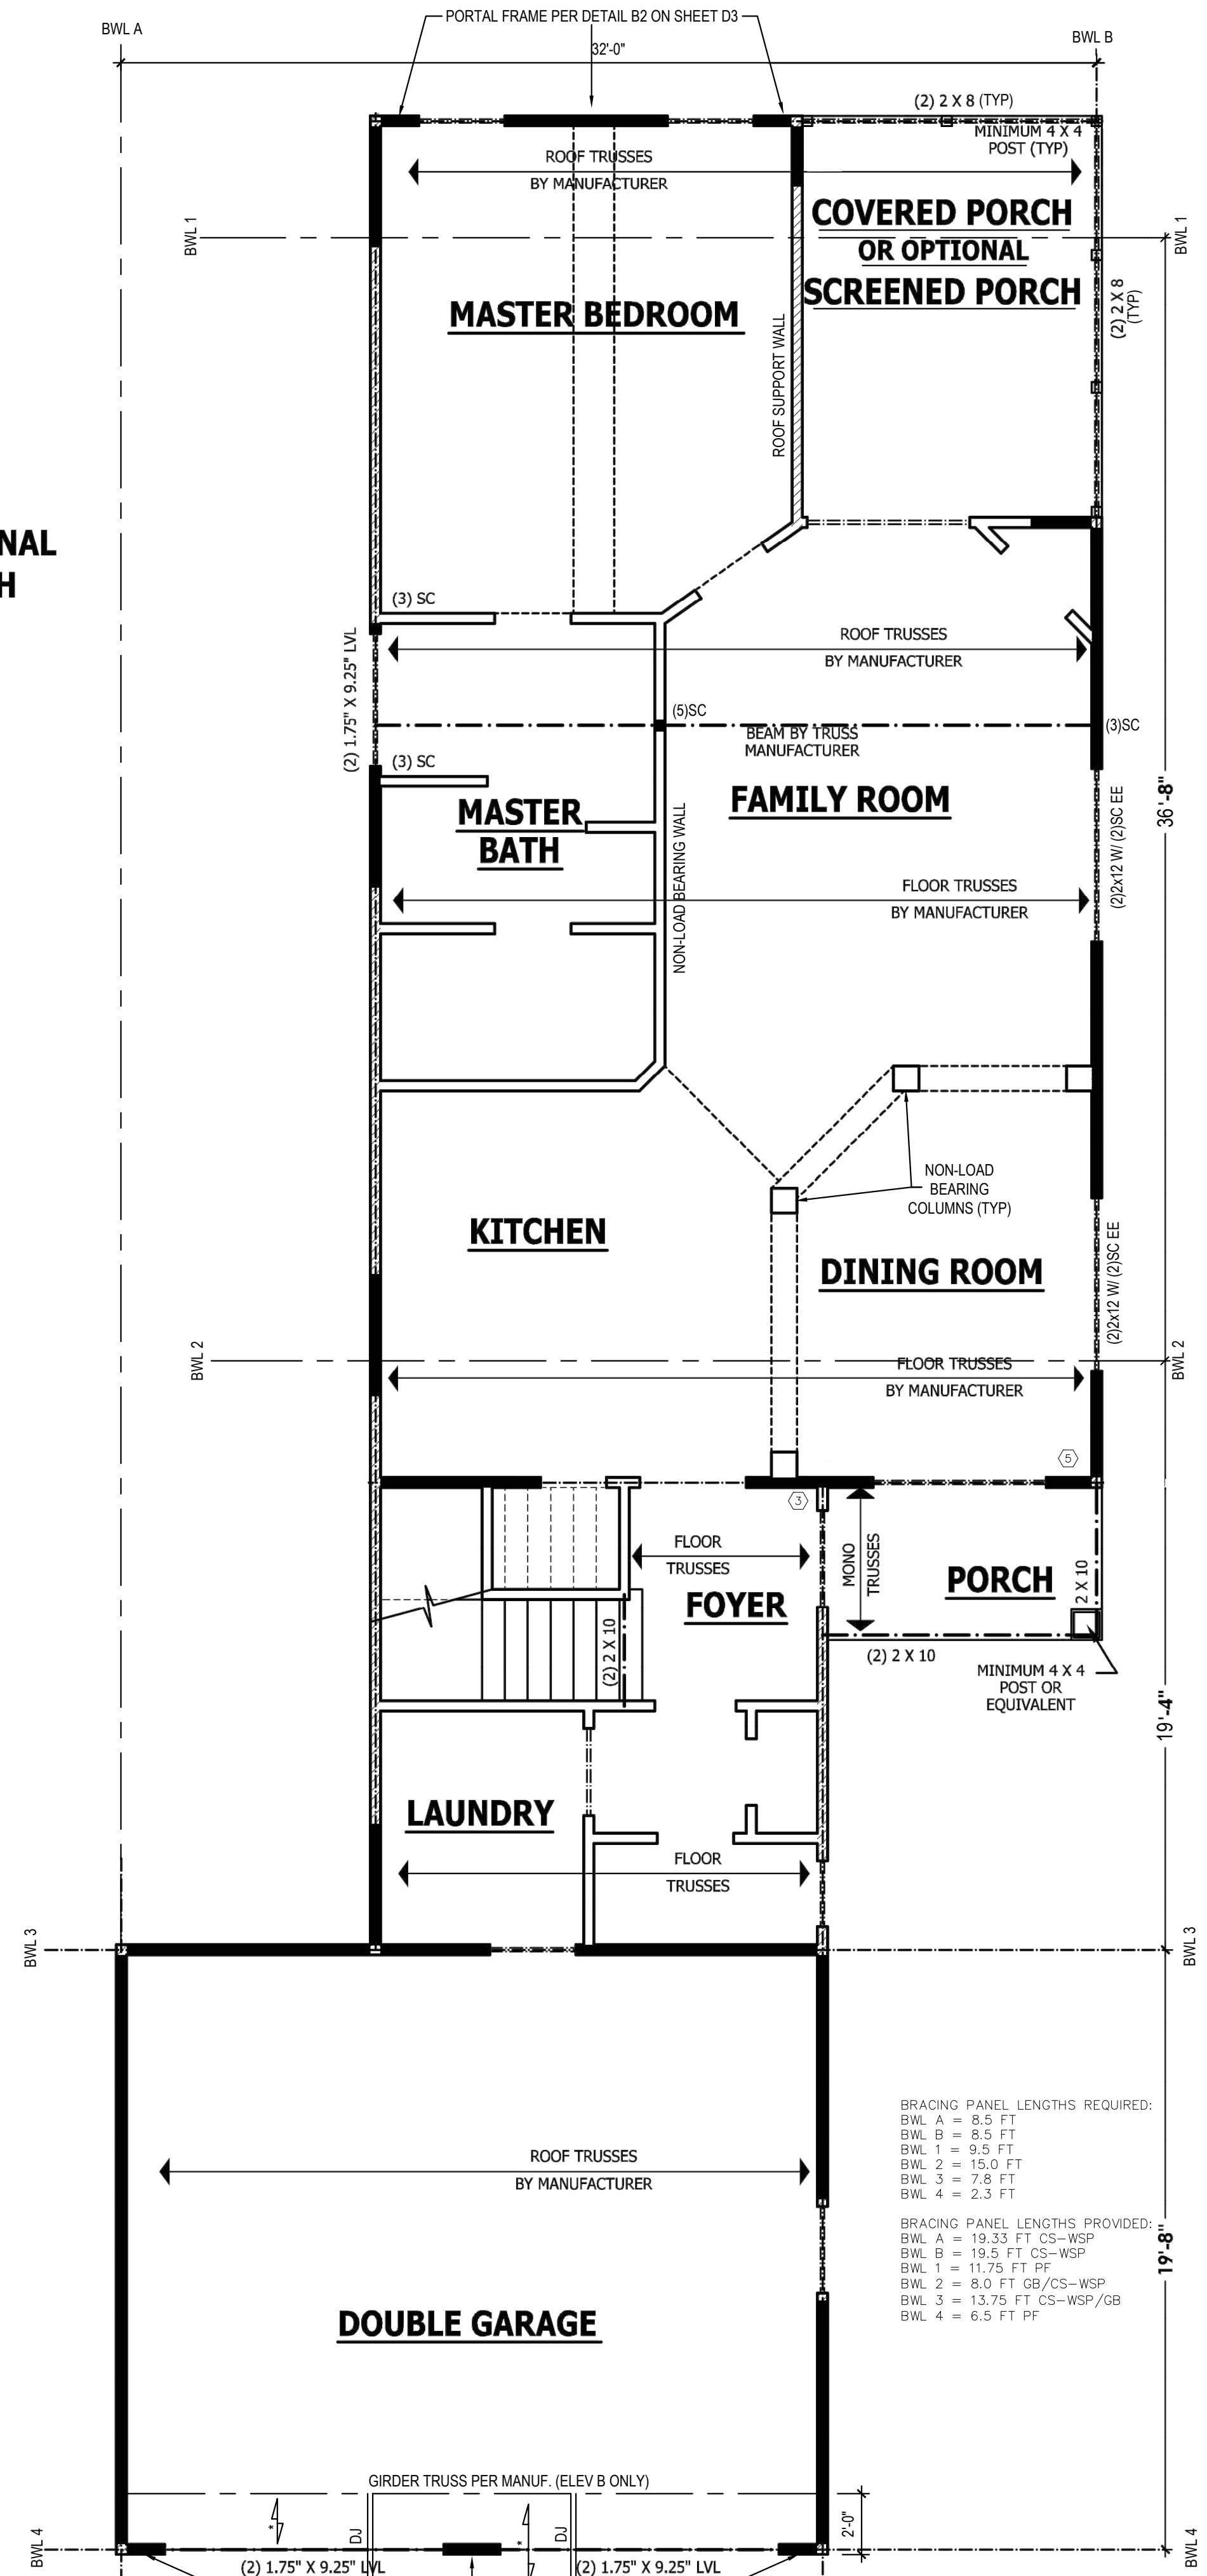 PORTAL FRAME PER DETAIL B2 ON SHEET D3
BWL A
32'-0"
BWL B
(2) 2 X 8 (TYP)
MINIMUM 4 X 4
POST (TYP)
ROOF TRUSSES
BY MANUFACTURER
COVERED PORCH
OR OPTIONAL
SCREENED PORCH
BWL 1
BWL 1
MASTER BEDROOM
(2) 2 X 8
(TYP)
ROOF SUPPORT WALL
NAL
H
(3) SC
(2) 1.75" X 9.25" LVL
ROOF TRUSSES
BY MANUFACTURER
(5)SC
BEAM BY TRUSS
MANUFACTURER
(3)SC
(3) SC
FAMILY ROOM
MASTER
BATH
36'-8"
(2)2x12 W/ (2)SC EE
NON-LOAD BEARING WALL
FLOOR TRUSSES
BY MANUFACTURER
NON-LOAD
BEARING
COLUMNS (TYP)
KITCHEN
DINING ROOM
(2)2x12 W/ (2)SC EE
BWL 2
BWL 2
FLOOR TRUSSES
BY MANUFACTURER
5
3
FLOOR
TRUSSES
MONO
TRUSSES
PORCH
2 X 10
FOYER
(2) 2 X 10
(2) 2 X 10
MINIMUM 4 X 4
POST OR
EQUIVALENT
19'-4"
LAUNDRY
FLOOR
TRUSSES
BWL 3
BWL 3
BRACING PANEL LENGTHS REQUIRED:
BWL A = 8.5 FT
BWL B = 8.5 FT
BWL 1 = 9.5 FT
BWL 2 = 15.0 FT
BWL 3 = 7.8 FT
BWL 4 = 2.3 FT
ROOF TRUSSES
BY MANUFACTURER
BRACING PANEL LENGTHS PROVIDED:
BWL A = 19.33 FT CS-WSP
BWL B = 19.5 FT CS-WSP
BWL 1 = 11.75 FT PF
BWL 2 = 8.0 FT GB/CS-WSP
BWL 3 = 13.75 FT CS-WSP/GB
BWL 4 = 6.5 FT PF
19'-8"
DOUBLE GARAGE
GIRDER TRUSS PER MANUF. (ELEV B ONLY)
*
DJ
*
DJ
2'-0"
BWL 4
BWL 4
(2) 1.75" X 9.25" LVL
(2) 1.75" X 9.25" LVL